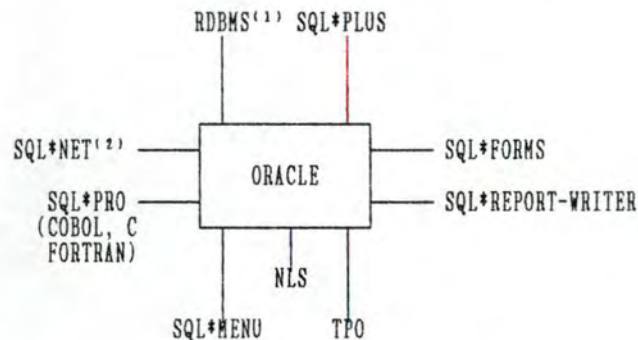 RDBMS⁽¹⁾ SQL*PLUS
SQL*NET⁽²⁾
SQL*FORMS
ORACLE
SQL*PRO
(COBOL, C
FORTRAN)
SQL*REPORT-WRITER
NLS
SQL*MENU
TPO